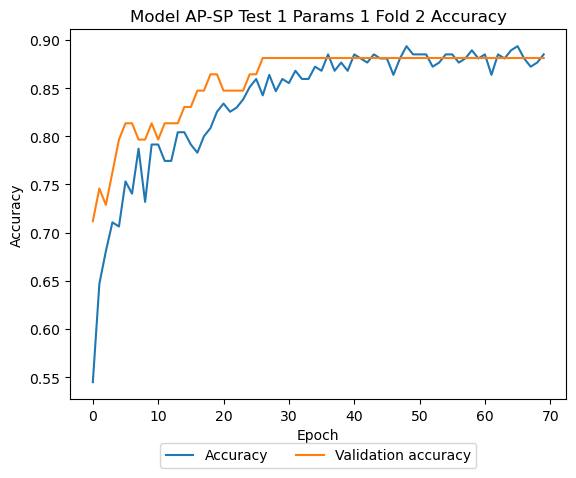 Model AP-SP Test 1 Params 1 Fold 2 Accuracy
0.90
0.85
0.80
0.75
0.70
0.65
0.60
0.55
Accuracy
0 10 20 30 40 50 60 70
Epoch
Accuracy Validation accuracy